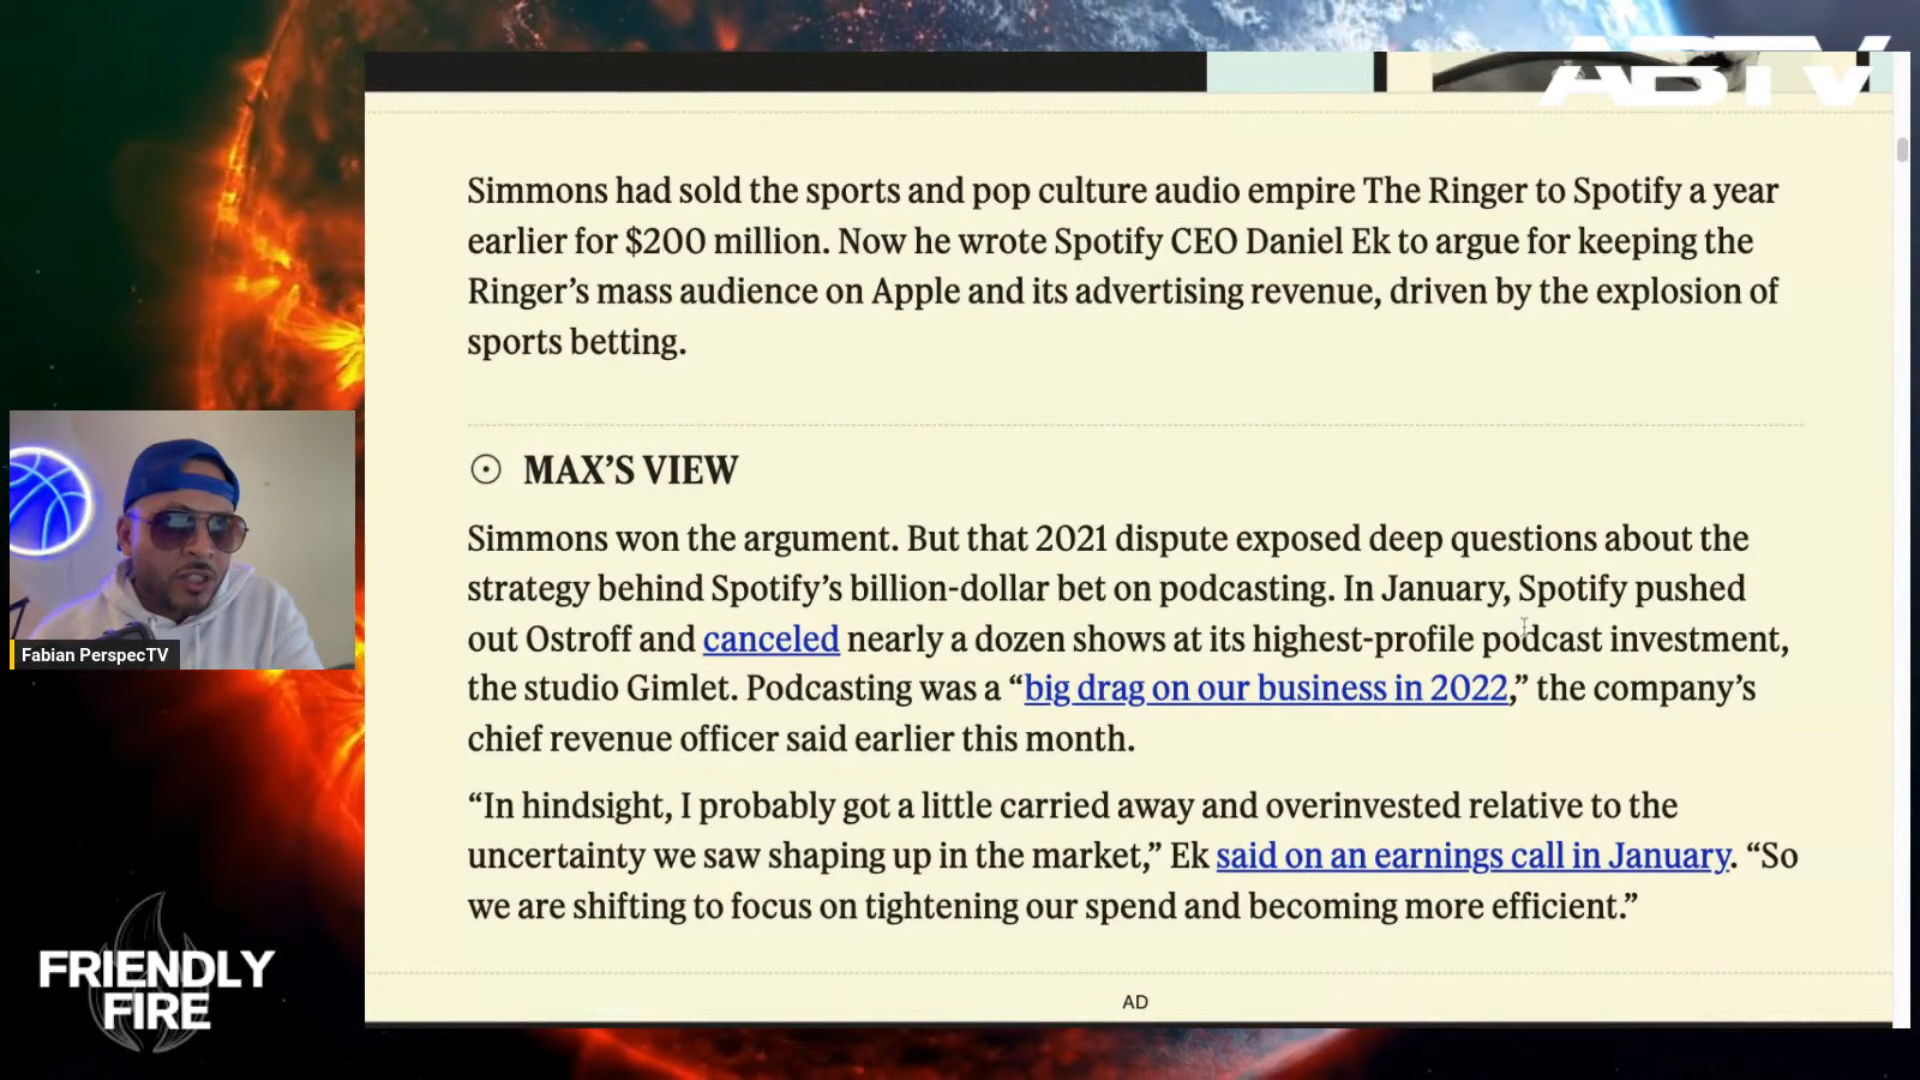 ABTV
Simmons had sold the sports and pop culture audio empire The Ringer to Spotify a year
earlier for $200 million. Now he wrote Spotify CEO Daniel Ek to argue for keeping the
Ringer’s mass audience on Apple and its advertising revenue, driven by the explosion of
sports betting.
MAX’S VIEW
Simmons won the argument. But that 2021 dispute exposed deep questions about the
strategy behind Spotify’s billion-dollar bet on podcasting. In January, Spotify pushed
out Ostroff and canceled nearly a dozen shows at its highest-profile podcast investment,
the studio Gimlet. Podcasting was a “big drag on our business in 2022,” the company’s
chief revenue officer said earlier this month.
“In hindsight, I probably got a little carried away and overinvested relative to the
uncertainty we saw shaping up in the market,” Ek said on an earnings call in January. “So
we are shifting to focus on tightening our spend and becoming more efficient.”
AD
Fabian PerspecTV
FRIENDLY
FIRE